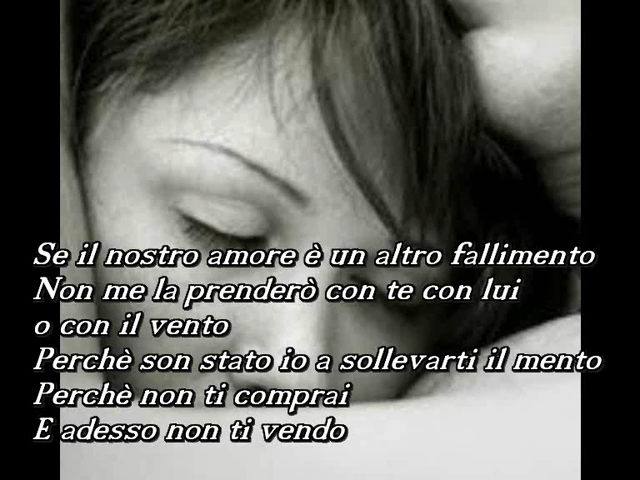 Se il nostro amore è un altro fallimento
Non me la prenderò con te con lui
o con il vento
Perchè son stato io a sollevarti il mento
Perchè non ti comprai
E adesso non ti vendo